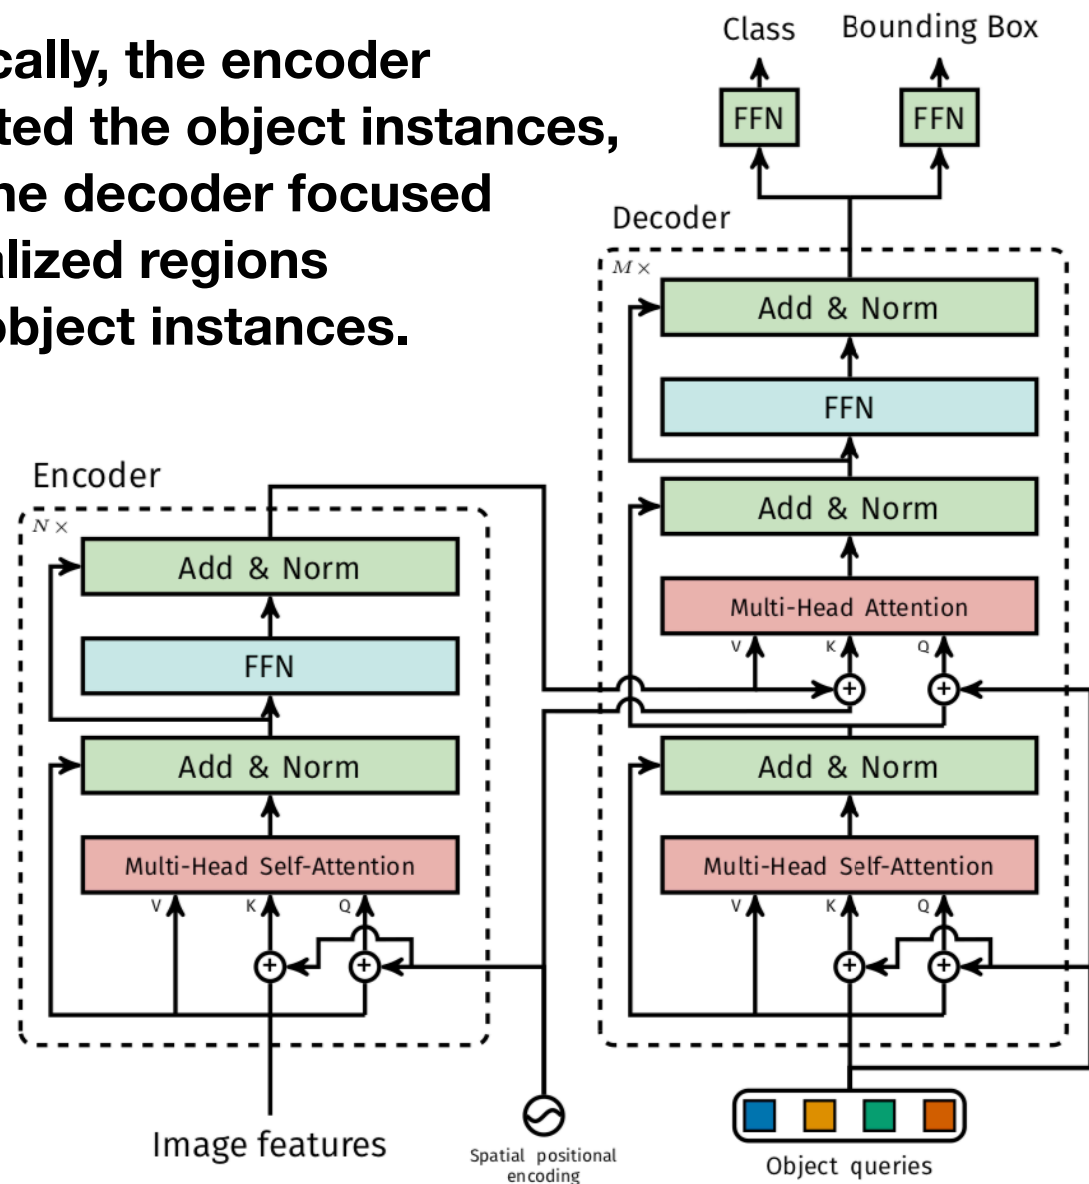 cally, the encoder
ted the object instances,
he decoder focused
alized regions
object instances.
Class
Bounding Box
FFN
FFN
Decoder
M ×
Add & Norm
FFN
Add & Norm
Multi-Head Attention
V
K
Q
+
+
Add & Norm
Multi-Head Self-Attention
V
K
Q
+
+
Object queries
Encoder
N ×
Add & Norm
FFN
Add & Norm
Multi-Head Self-Attention
V
K
Q
+
+
Image features
Spatial positional
encoding